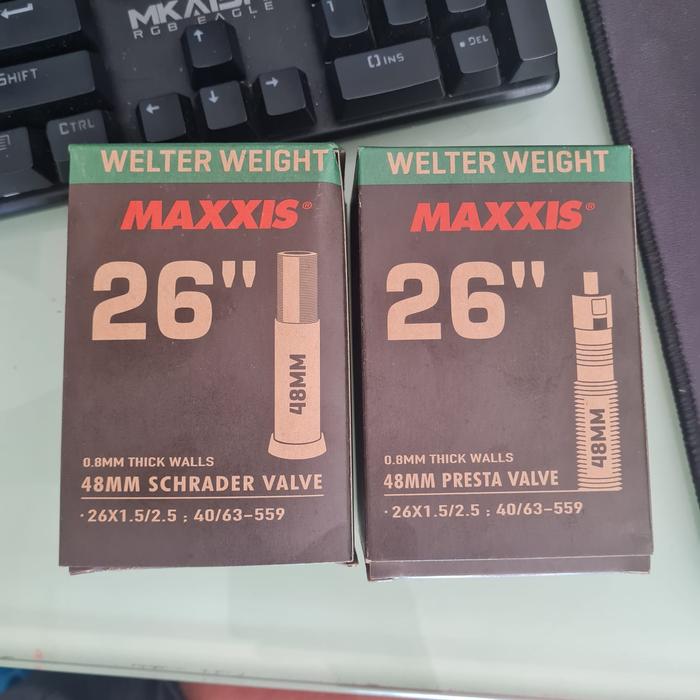 MKAIDI
RGB EAGLE
SHIFT
CTRL
1
INS
DEL
WELTER WEIGHT
MAXXIS®
26"
48MM
0.8MM THICK WALLS
48MM SCHRADER VALVE
·26X1.5/2.5 ; 40/63-559
WELTER WEIGHT
MAXXIS®
26"
48MM
0.8MM THICK WALLS
48MM PRESTA VALVE
·26X1.5/2.5 ; 40/63-559